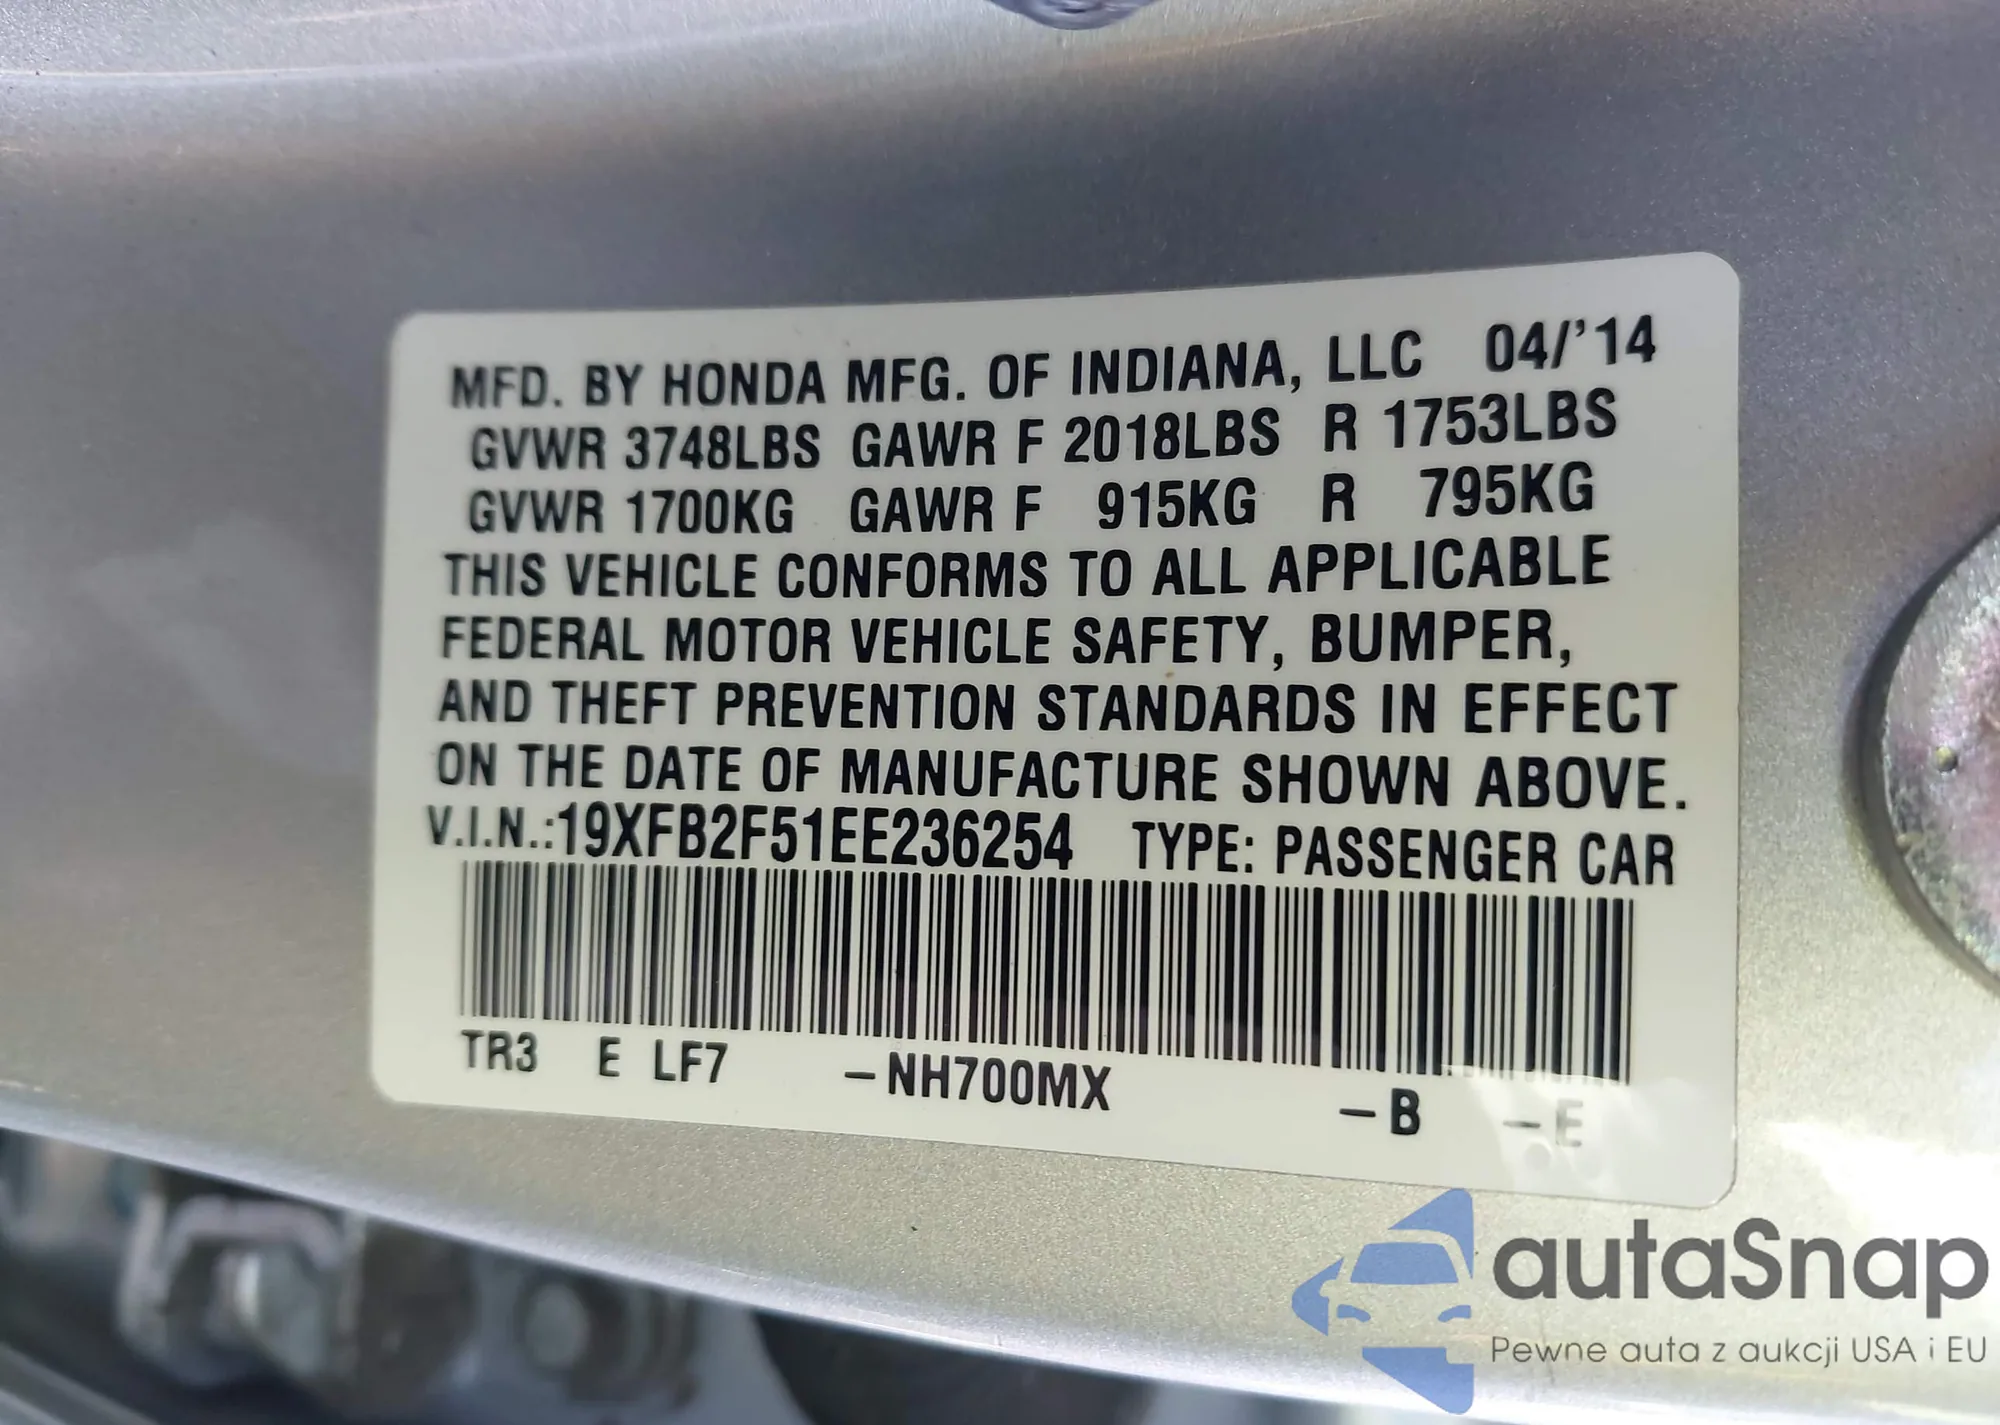 MFD. BY HONDA MFG. OF INDIANA, LLC 04/'14
GVWR 3748LBS GAWR F 2018LBS R 1753LBS
GVWR 1700KG GAWR F 915KG R 795KG
THIS VEHICLE CONFORMS TO ALL APPLICABLE
FEDERAL MOTOR VEHICLE SAFETY, BUMPER,
AND THEFT PREVENTION STANDARDS IN EFFECT
ON THE DATE OF MANUFACTURE SHOWN ABOVE.
V.I.N.:19XFB2F51EE236254 TYPE: PASSENGER CAR
TR3 E LF7 -NH700MX -B -E
autaSnap
Pewne auta z aukcji USA i EU